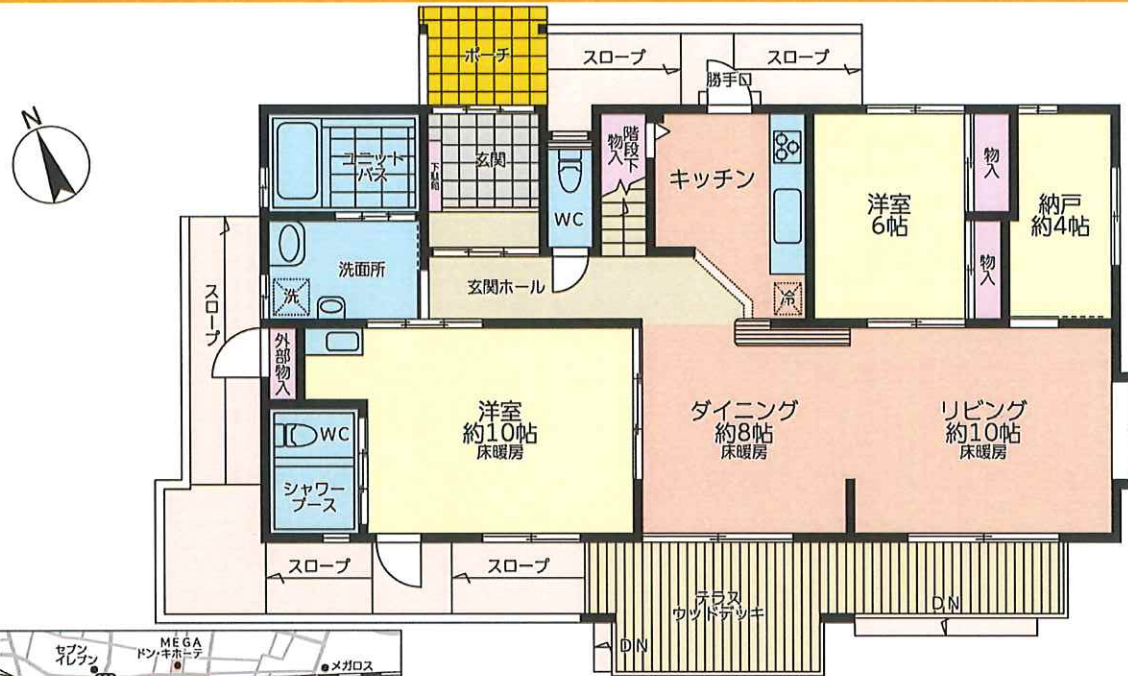 N
ポーチ
スロープ
スロープ
勝手口
ユニット
バス
下駄箱
玄関
WC
階段下
物入
キッチン
洋室
6帖
物入
物入
納戸
約4帖
洗面所
洗
玄関ホール
冷
スロープ
外部物入
洋室
約10帖
床暖房
ダイニング
約8帖
床暖房
リビング
約10帖
床暖房
WC
シャワー
ブース
スロープ
スロープ
テラス
ウッドデッキ
DN
DN
セブン
イレブン
MEGA
ドン・キホーテ
メガロス